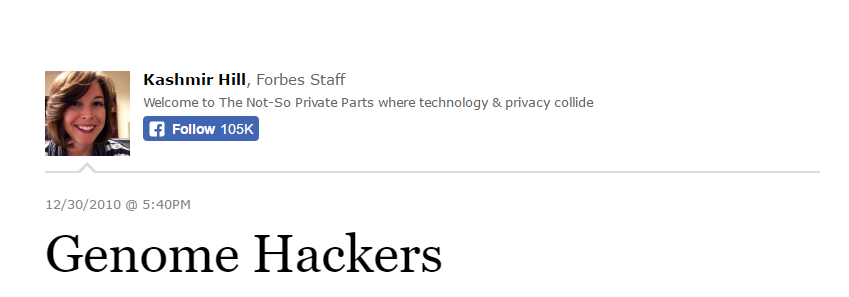 Kashmir Hill, Forbes Staff
Welcome to The Not-So Private Parts where technology & privacy collide
Follow 105K
12/30/2010 @ 5:40PM
Genome Hackers